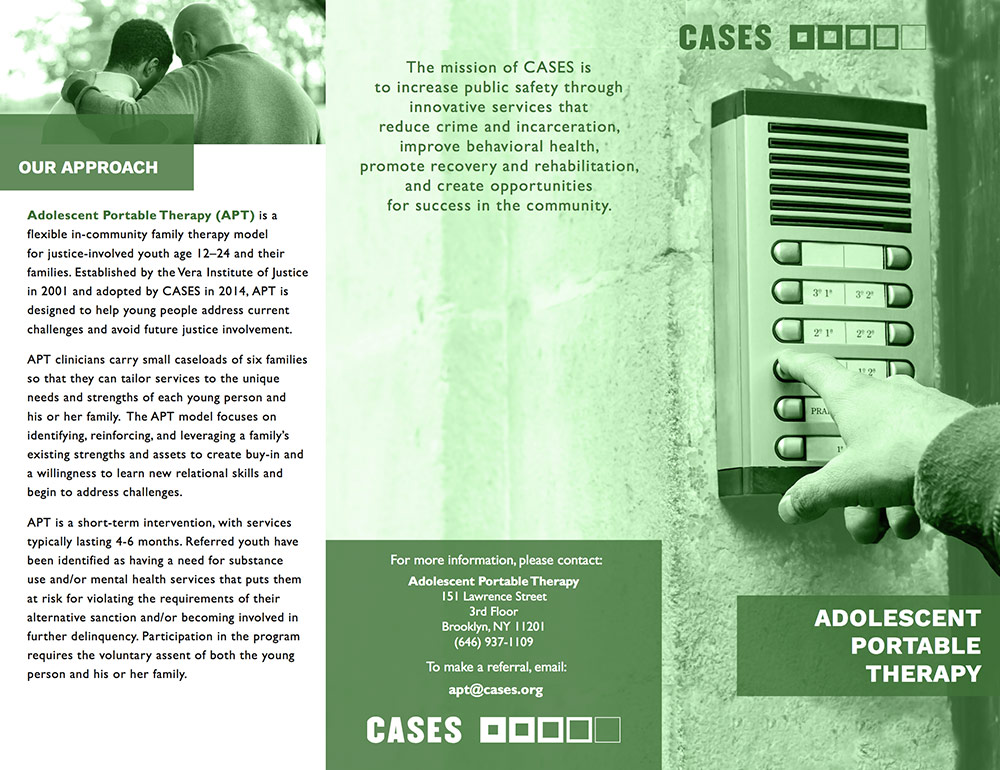 OUR APPROACH
Adolescent Portable Therapy (APT) is a
flexible in-community family therapy model
for justice-involved youth age 12–24 and their
families. Established by the Vera Institute of Justice
in 2001 and adopted by CASES in 2014, APT is
designed to help young people address current
challenges and avoid future justice involvement.
APT clinicians carry small caseloads of six families
so that they can tailor services to the unique
needs and strengths of each young person and
his or her family. The APT model focuses on
identifying, reinforcing, and leveraging a family's
existing strengths and assets to create buy-in and
a willingness to learn new relational skills and
begin to address challenges.
APT is a short-term intervention, with services
typically lasting 4-6 months. Referred youth have
been identified as having a need for substance
use and/or mental health services that puts them
at risk for violating the requirements of their
alternative sanction and/or becoming involved in
further delinquency. Participation in the program
requires the voluntary assent of both the young
person and his or her family.
The mission of CASES is
to increase public safety through
innovative services that
reduce crime and incarceration,
improve behavioral health,
promote recovery and rehabilitation,
and create opportunities
for success in the community.
For more information, please contact:
Adolescent Portable Therapy
151 Lawrence Street
3rd Floor
Brooklyn, NY 11201
(646) 937-1109
To make a referral, email:
apt@cases.org
CASES
CASES
3º 1ª 3º 2ª
2º 1ª 2º 2ª
1º 2ª
ADOLESCENT
PORTABLE
THERAPY